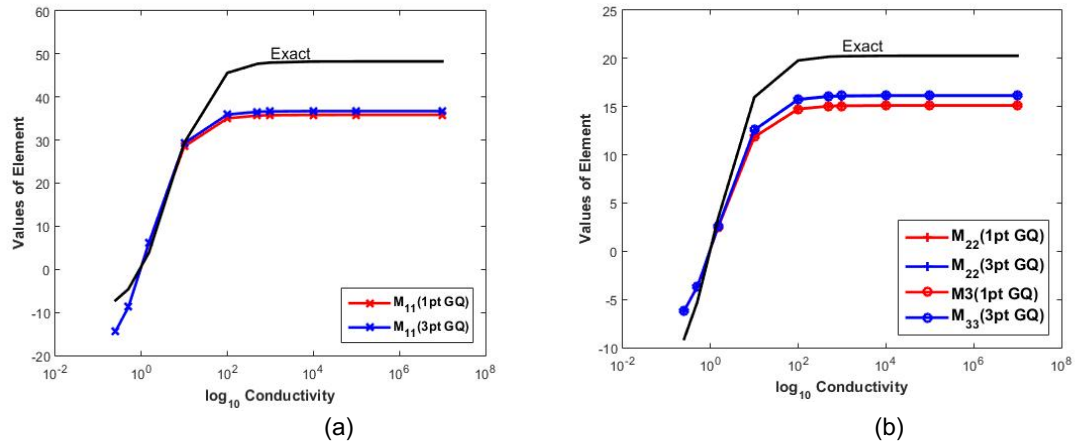 60
50
40
30
20
10
0
-10
-20
10-2
100
102
104
106
108
Values of Element
log10 Conductivity
Exact
M11(1pt GQ)
M11(3pt GQ)
(a)
25
20
15
10
5
0
-5
-10
10-2
100
102
104
106
108
Values of Element
log10 Conductivity
Exact
M22(1pt GQ)
M22(3pt GQ)
M3(1pt GQ)
M33(3pt GQ)
(b)